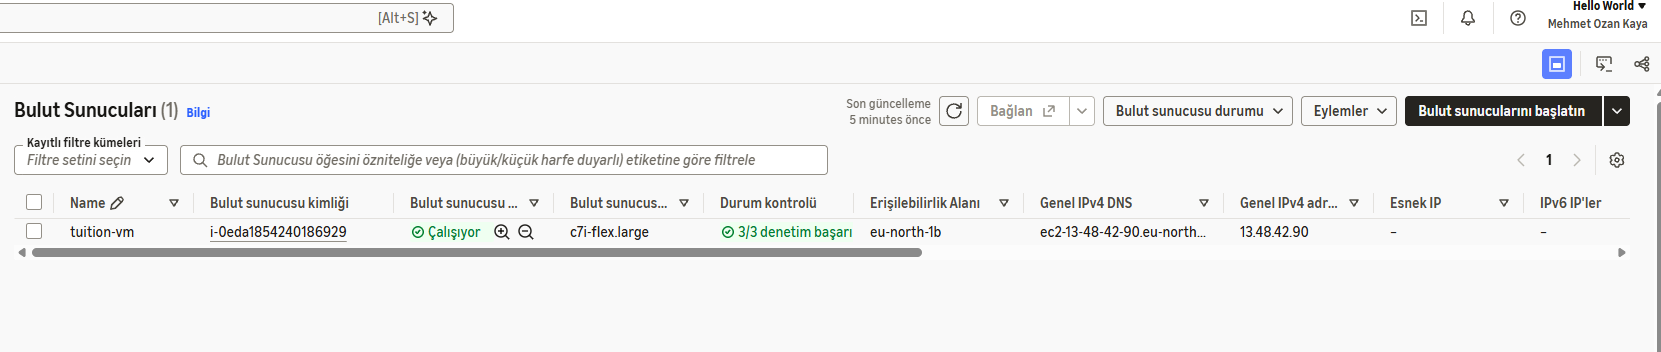 [Alt+S]
Hello World
Mehmet Ozan Kaya
Bulut Sunucuları (1) Bilgi
Son güncelleme
5 minutes önce
Bağlan
Bulut sunucusu durumu
Eylemler
Bulut sunucularını başlatın
Kayıtlı filtre kümeleri
Filtre setini seçin
Bulut Sunucusu öğesini özniteliğe veya (büyük/küçük harfe duyarlı) etiketine göre filtrele
1
Name Bulut sunucusu kimliği Bulut sunucusu ... Bulut sunucus... Durum kontrolü Erişilebilirlik Alanı Genel IPv4 DNS Genel IPv4 adr... Esnek IP IPv6 IP'ler
tuition-vm i-0eda1854240186929 Çalışıyor c7i-flex.large 3/3 denetim başarı eu-north-1b ec2-13-48-42-90.eu-north... 13.48.42.90 – –